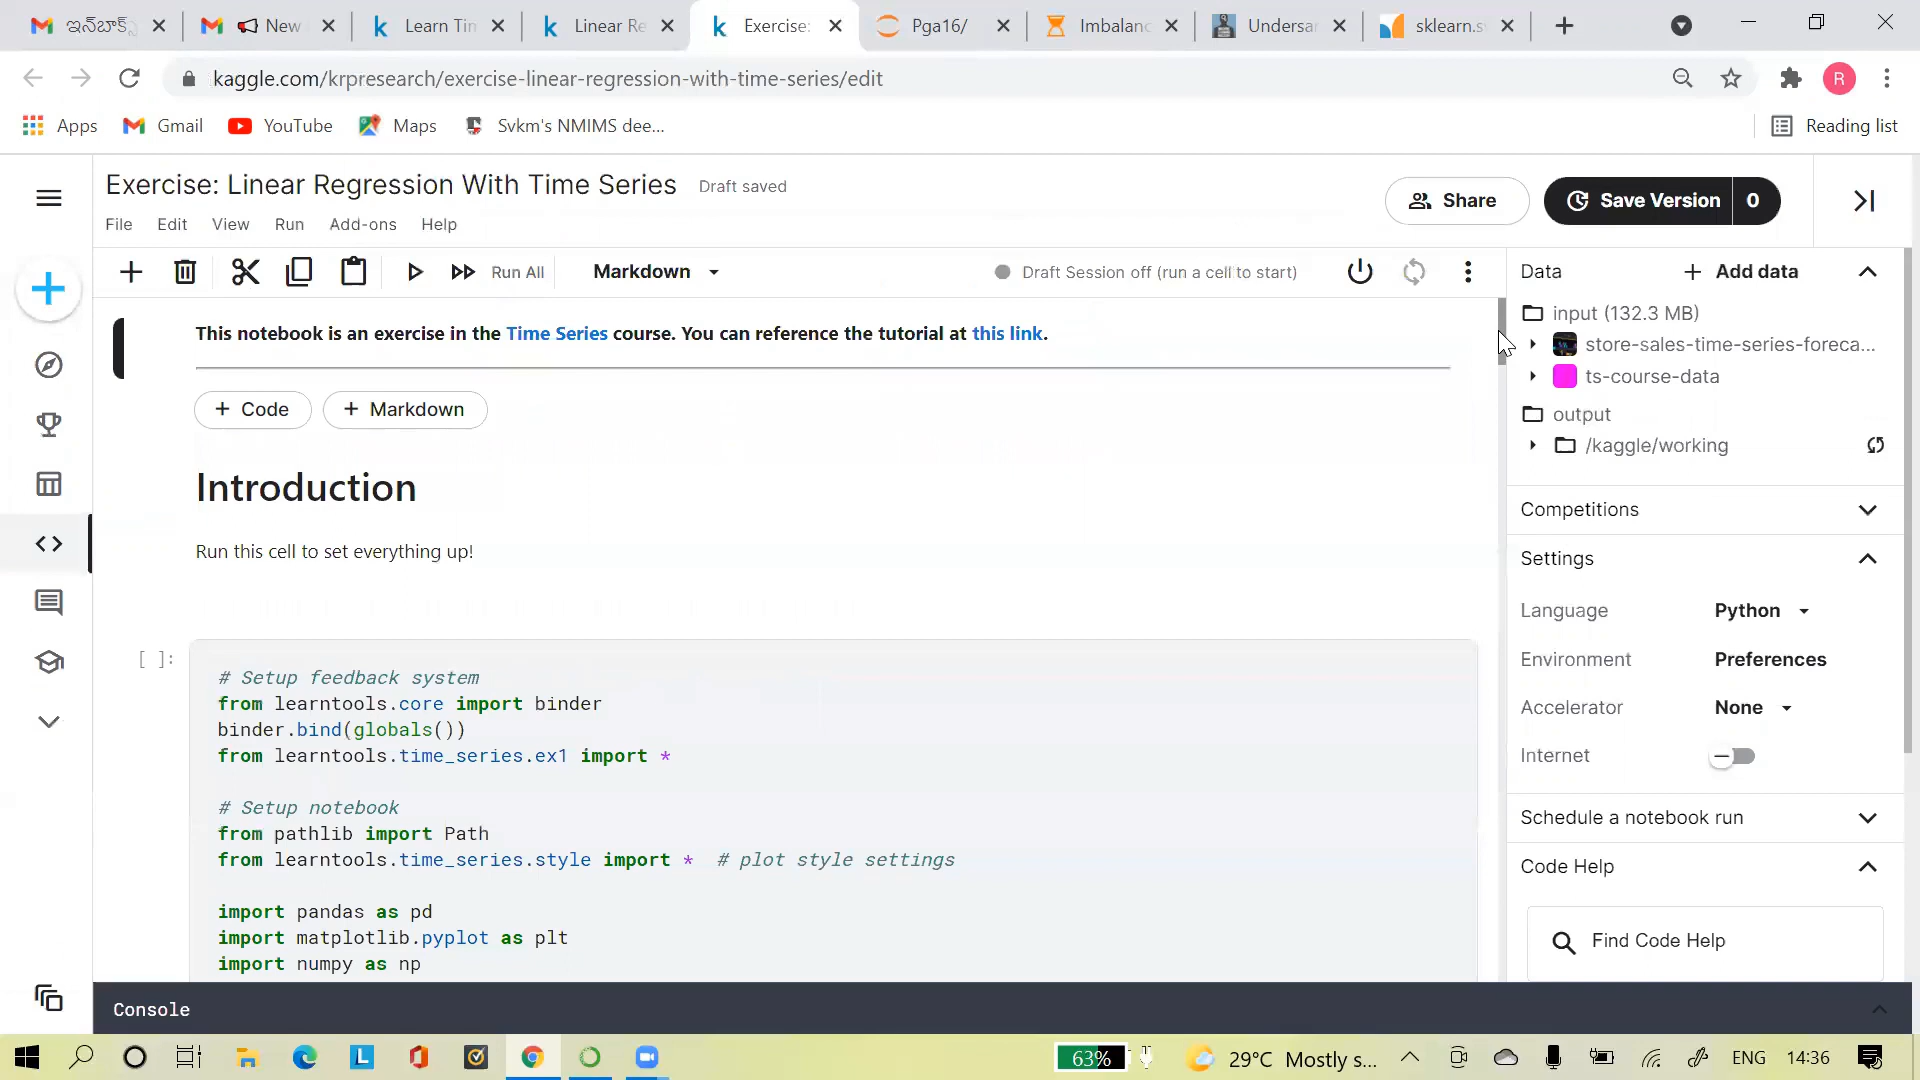 ఇన్‌బాక్స్
New
Learn Tim
Linear Re
Exercise:
Pga16/
Imbalanc
Undersan
sklearn.s
kaggle.com/krpresearch/exercise-linear-regression-with-time-series/edit
R
Apps
Gmail
YouTube
Maps
Svkm's NMIMS dee...
Reading list
Exercise: Linear Regression With Time Series
Draft saved
Share
Save Version
0
File
Edit
View
Run
Add-ons
Help
Run All
Markdown
Draft Session off (run a cell to start)
Data
Add data
This notebook is an exercise in the Time Series course. You can reference the tutorial at this link.
input (132.3 MB)
store-sales-time-series-foreca...
ts-course-data
output
/kaggle/working
+ Code
+ Markdown
Introduction
Run this cell to set everything up!
Competitions
Settings
Language
Python
Environment
Preferences
Accelerator
None
Internet
Schedule a notebook run
Code Help
Find Code Help
[ ]:
# Setup feedback system
from learntools.core import binder
binder.bind(globals())
from learntools.time_series.ex1 import *
# Setup notebook
from pathlib import Path
from learntools.time_series.style import * # plot style settings
import pandas as pd
import matplotlib.pyplot as plt
import numpy as np
Console
63%
29°C Mostly s...
ENG
14:36